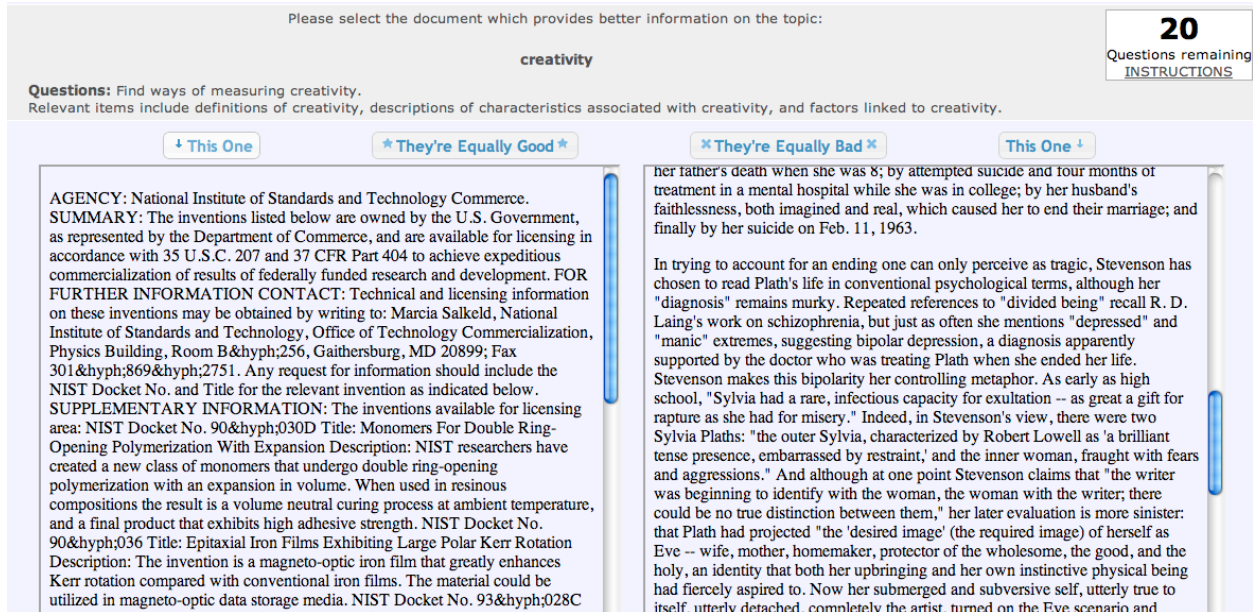 Please select the document which provides better information on the topic:
creativity
20
Questions remaining
INSTRUCTIONS
Questions: Find ways of measuring creativity.
Relevant items include definitions of creativity, descriptions of characteristics associated with creativity, and factors linked to creativity.
This One
They're Equally Good
They're Equally Bad
This One
AGENCY: National Institute of Standards and Technology Commerce.
SUMMARY: The inventions listed below are owned by the U.S. Government,
as represented by the Department of Commerce, and are available for licensing in
accordance with 35 U.S.C. 207 and 37 CFR Part 404 to achieve expeditious
commercialization of results of federally funded research and development. FOR
FURTHER INFORMATION CONTACT: Technical and licensing information
on these inventions may be obtained by writing to: Marcia Salkeld, National
Institute of Standards and Technology, Office of Technology Commercialization,
Physics Building, Room B&hyph;256, Gaithersburg, MD 20899; Fax
301&hyph;869&hyph;2751. Any request for information should include the
NIST Docket No. and Title for the relevant invention as indicated below.
SUPPLEMENTARY INFORMATION: The inventions available for licensing
area: NIST Docket No. 90&hyph;030D Title: Monomers For Double Ring-
Opening Polymerization With Expansion Description: NIST researchers have
created a new class of monomers that undergo double ring-opening
polymerization with an expansion in volume. When used in resinous
compositions the result is a volume neutral curing process at ambient temperature,
and a final product that exhibits high adhesive strength. NIST Docket No.
90&hyph;036 Title: Epitaxial Iron Films Exhibiting Large Polar Kerr Rotation
Description: The invention is a magneto-optic iron film that greatly enhances
Kerr rotation compared with conventional iron films. The material could be
utilized in magneto-optic data storage media. NIST Docket No. 93&hyph;028C
her father's death when she was 8; by attempted suicide and four months of
treatment in a mental hospital while she was in college; by her husband's
faithlessness, both imagined and real, which caused her to end their marriage; and
finally by her suicide on Feb. 11, 1963.
In trying to account for an ending one can only perceive as tragic, Stevenson has
chosen to read Plath's life in conventional psychological terms, although her
"diagnosis" remains murky. Repeated references to "divided being" recall R. D.
Laing's work on schizophrenia, but just as often she mentions "depressed" and
"manic" extremes, suggesting bipolar depression, a diagnosis apparently
supported by the doctor who was treating Plath when she ended her life.
Stevenson makes this bipolarity her controlling metaphor. As early as high
school, "Sylvia had a rare, infectious capacity for exultation -- as great a gift for
rapture as she had for misery." Indeed, in Stevenson's view, there were two
Sylvia Plaths: "the outer Sylvia, characterized by Robert Lowell as 'a brilliant
tense presence, embarrassed by restraint,' and the inner woman, fraught with fears
and aggressions." And although at one point Stevenson claims that "the writer
was beginning to identify with the woman, the woman with the writer; there
could be no true distinction between them," her later evaluation is more sinister:
that Plath had projected "the 'desired image' (the required image) of herself as
Eve -- wife, mother, homemaker, protector of the wholesome, the good, and the
holy, an identity that both her upbringing and her own instinctive physical being
had fiercely aspired to. Now her submerged and subversive self, utterly true to
itself, utterly detached, completely the artist, turned on the Eve scenario and